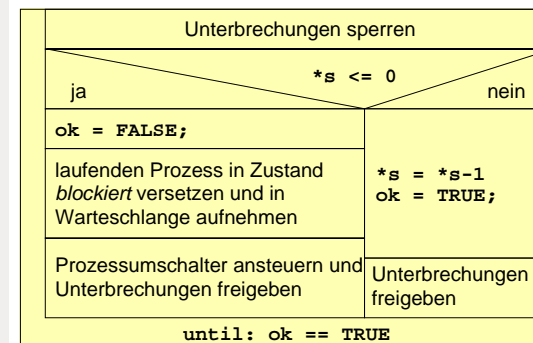 Unterbrechungen sperren
*s <= 0
ja
nein
ok = FALSE;
laufenden Prozess in Zustand
blockiert versetzen und in
Warteschlange aufnehmen
*s = *s-1
ok = TRUE;
Prozessumschalter ansteuern und
Unterbrechungen freigeben
Unterbrechungen
freigeben
until: ok == TRUE